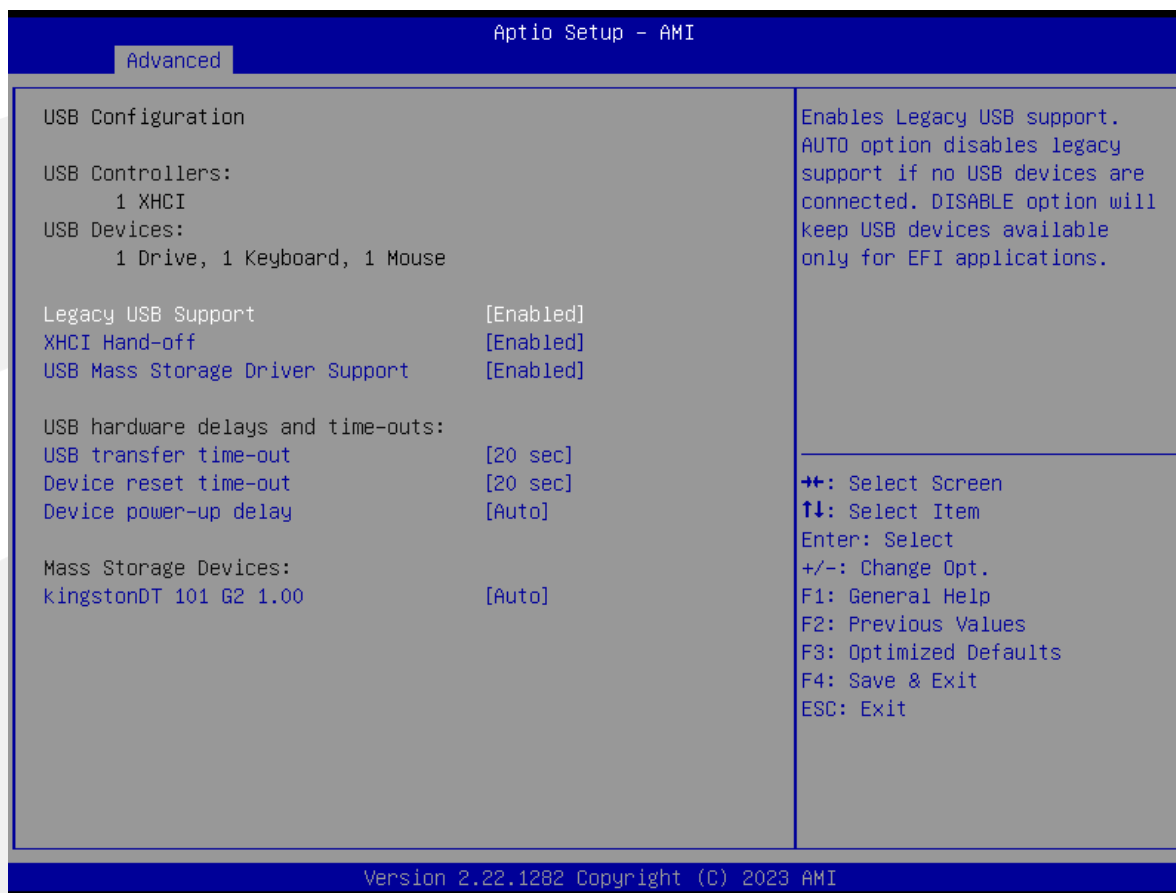 Aptio Setup – AMI
Advanced
USB Configuration
USB Controllers:
1 XHCI
USB Devices:
1 Drive, 1 Keyboard, 1 Mouse
Legacy USB Support [Enabled]
XHCI Hand-off [Enabled]
USB Mass Storage Driver Support [Enabled]
USB hardware delays and time-outs:
USB transfer time-out [20 sec]
Device reset time-out [20 sec]
Device power-up delay [Auto]
Mass Storage Devices:
kingstonDT 101 G2 1.00 [Auto]
Enables Legacy USB support.
AUTO option disables legacy
support if no USB devices are
connected. DISABLE option will
keep USB devices available
only for EFI applications.
→←: Select Screen
↑↓: Select Item
Enter: Select
+/-: Change Opt.
F1: General Help
F2: Previous Values
F3: Optimized Defaults
F4: Save & Exit
ESC: Exit
Version 2.22.1282 Copyright (C) 2023 AMI